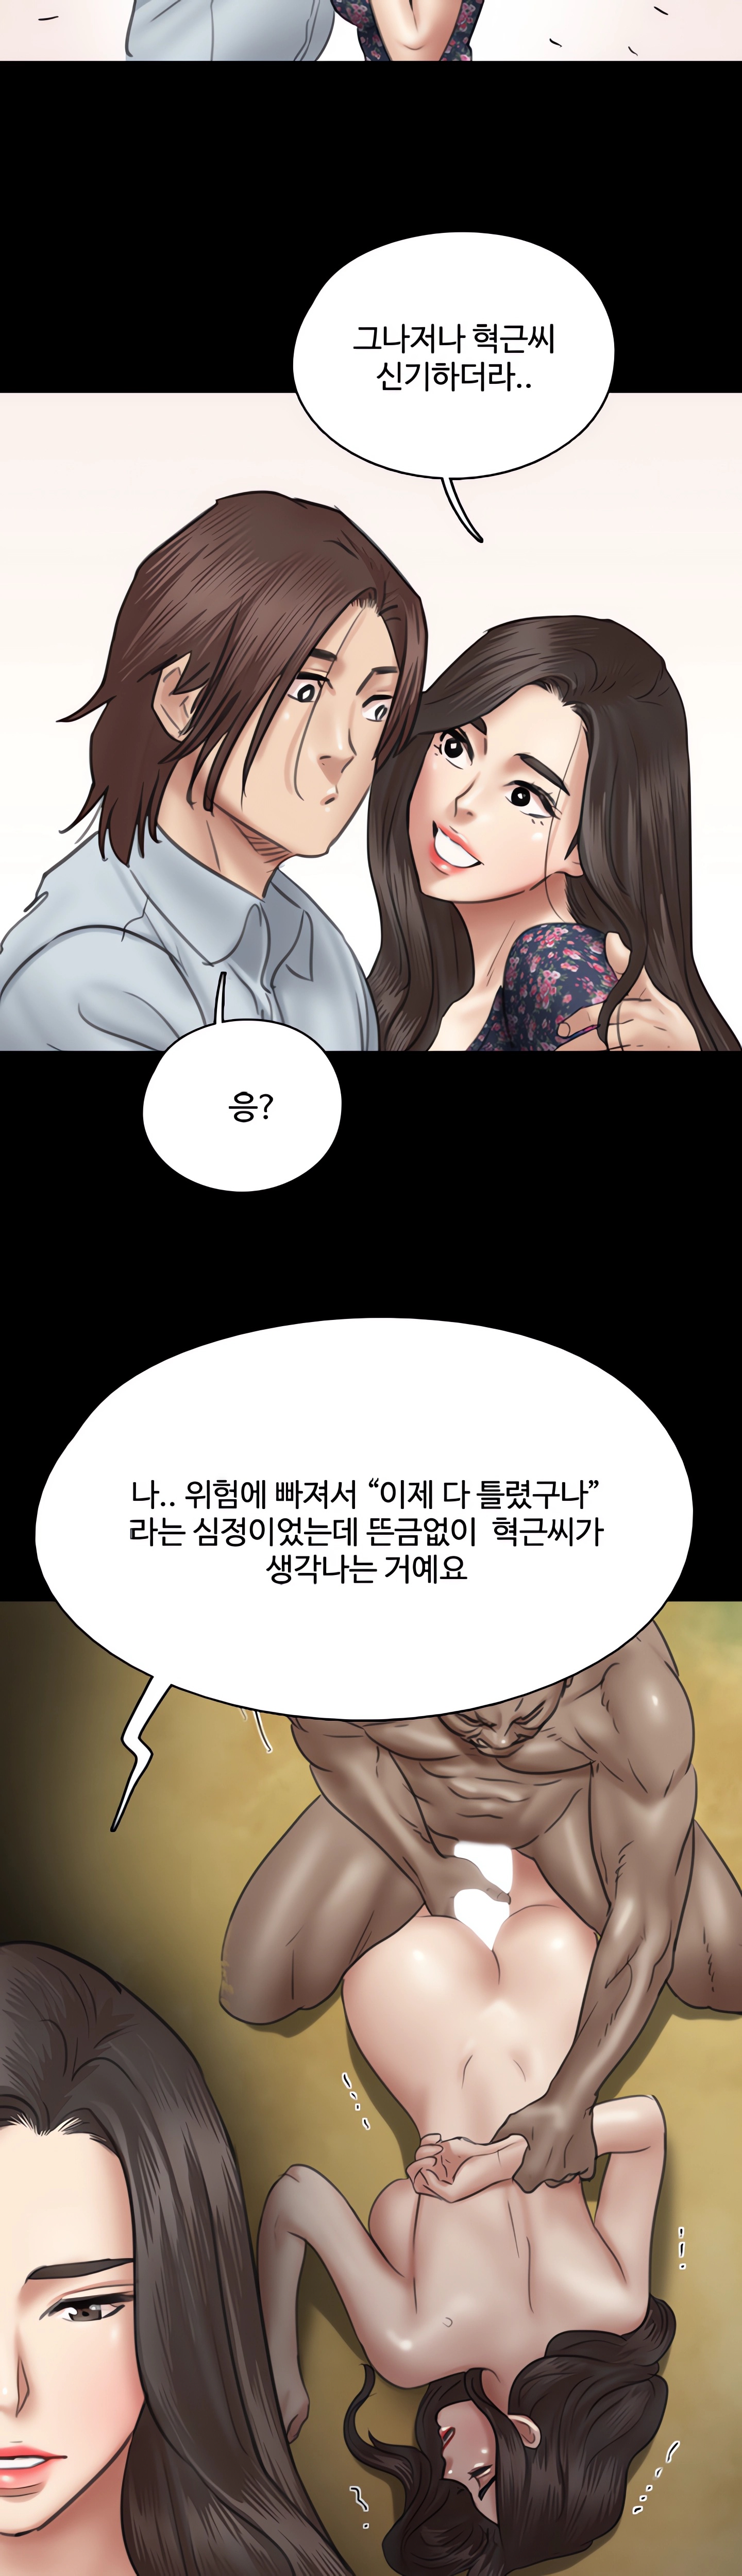 그나저나 혁근씨
신기하더라..
응?
나.. 위험에 빠져서 “이제 다 틀렸구나”
라는 심정이었는데 뜬금없이 혁근씨가
생각나는 거예요